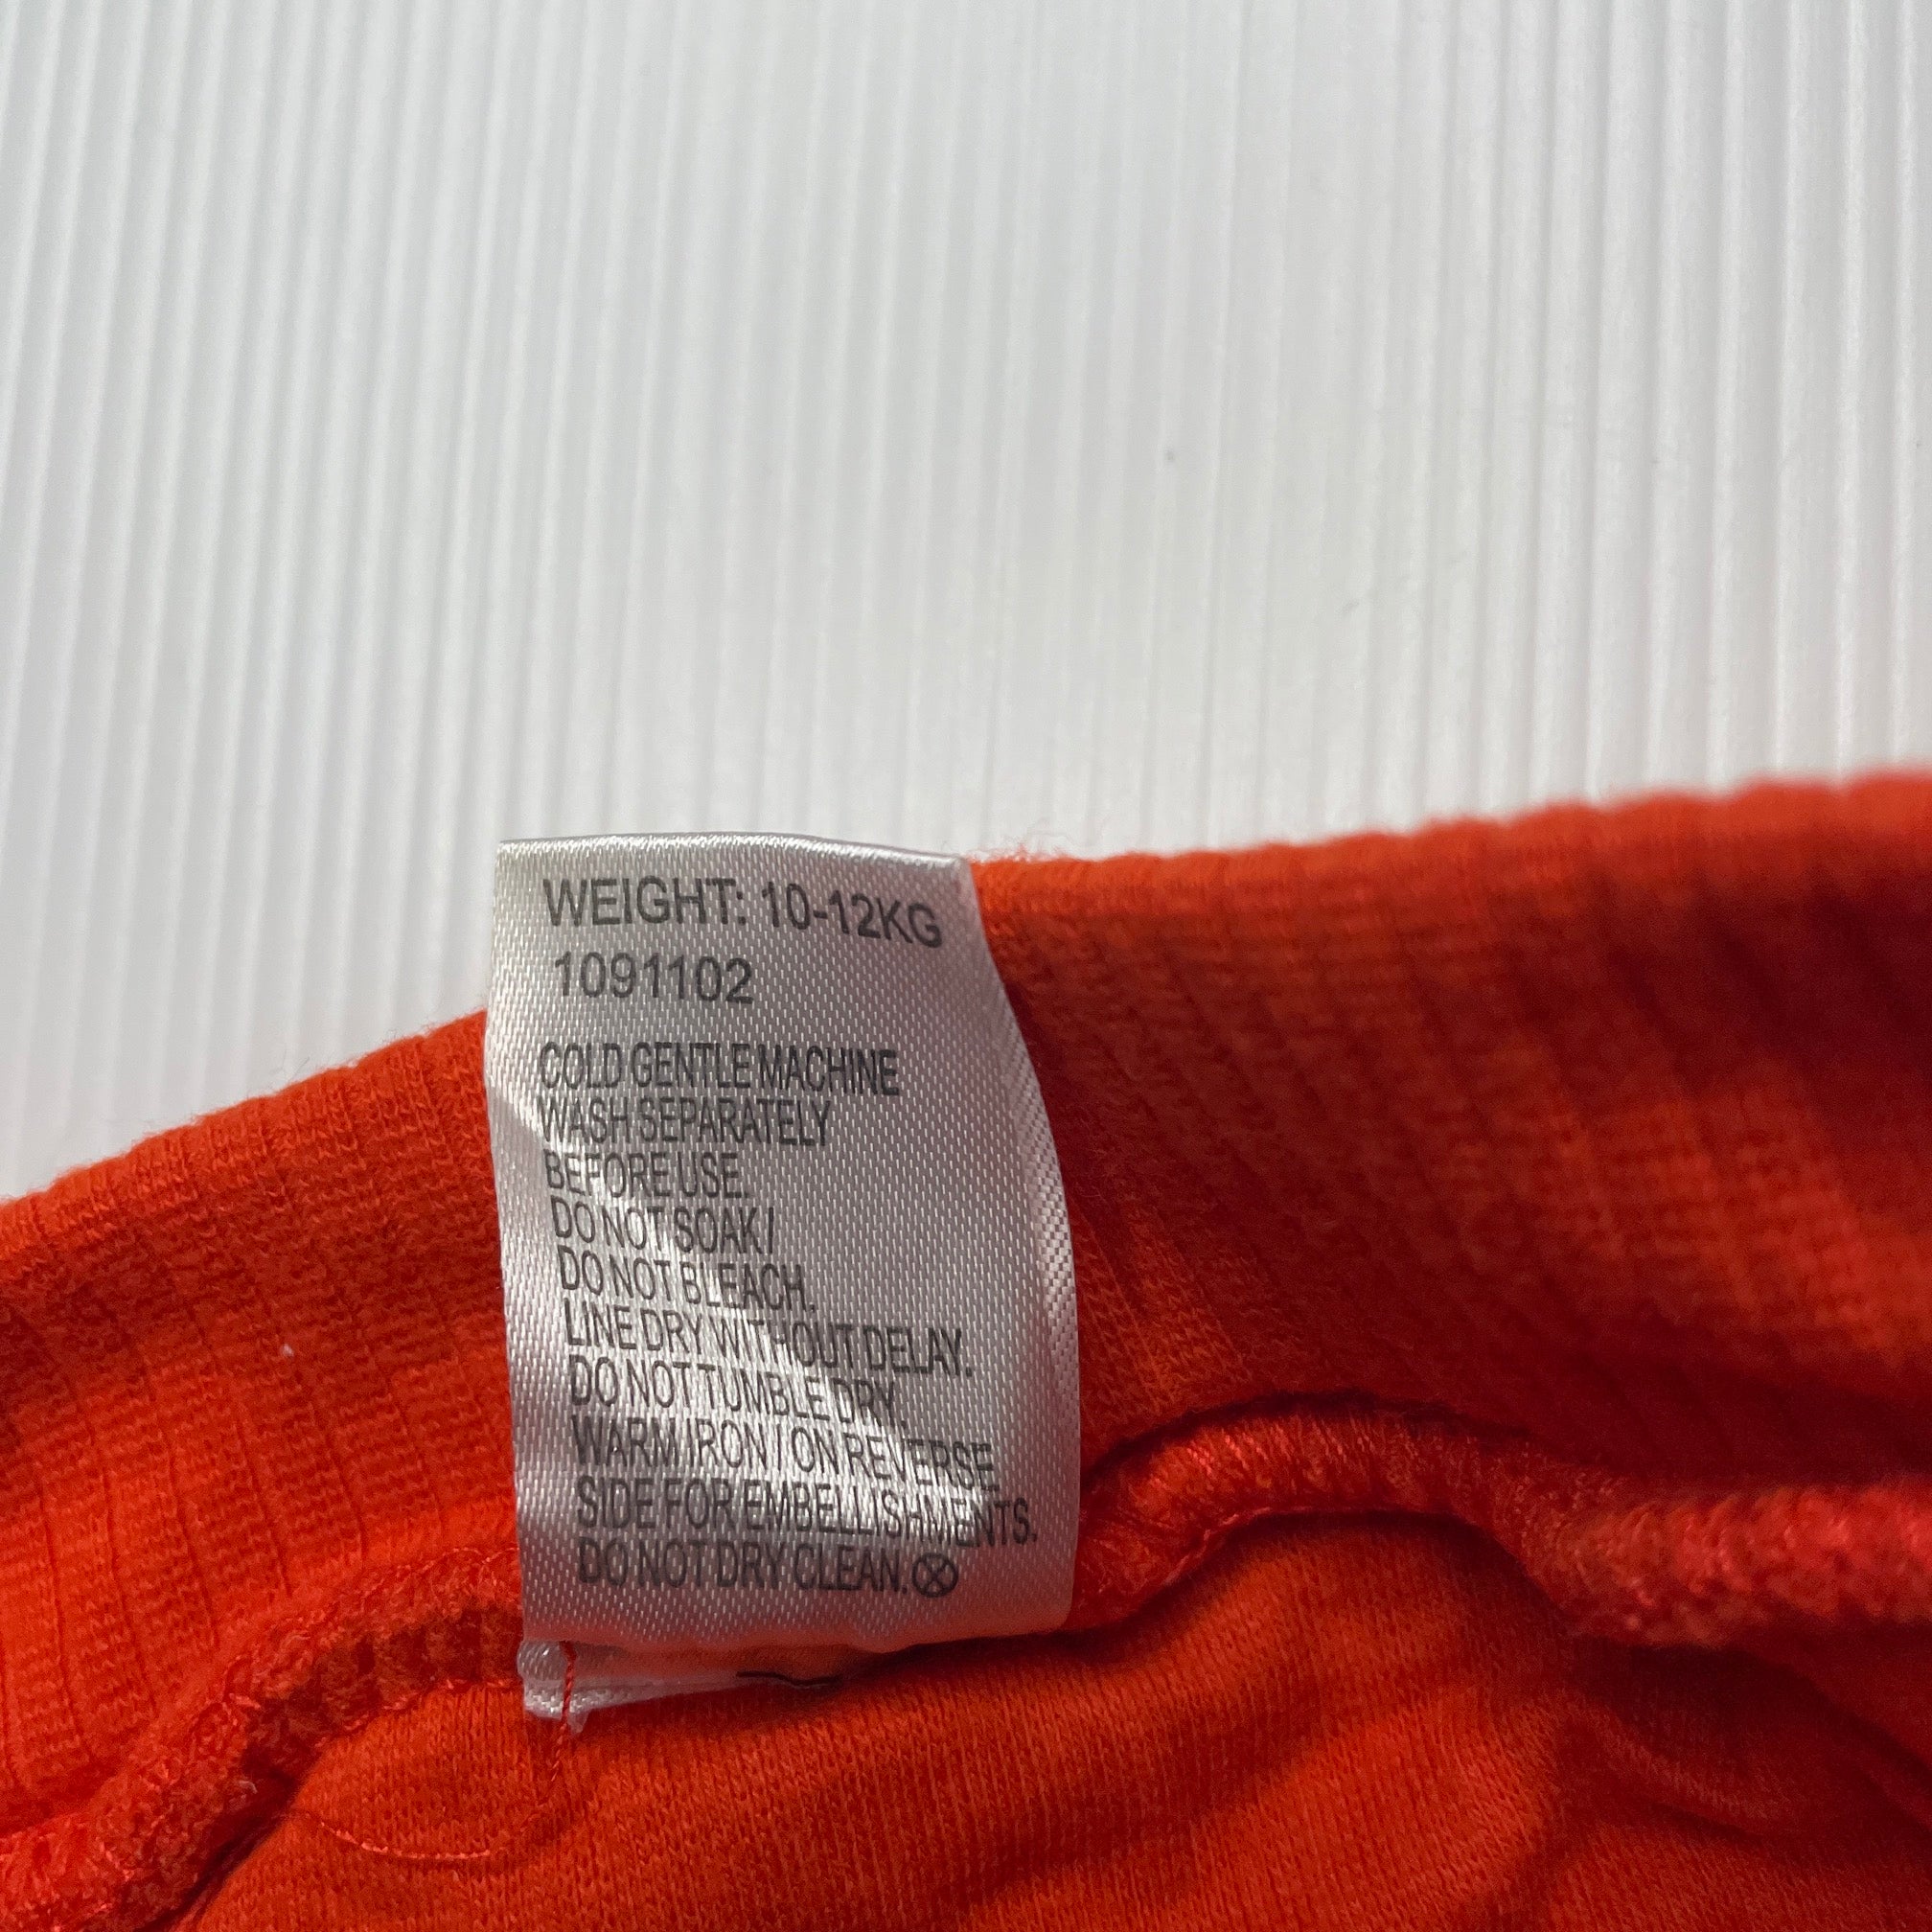 WEIGHT: 10-12KG
1091102
COLD GENTLE MACHINE
WASH SEPARATELY
BEFORE USE.
DO NOT SOAK/
DO NOT BLEACH.
LINE DRY WITHOUT DELAY.
DO NOT TUMBLE DRY.
WARM IRON/ON REVERSE
SIDE FOR EMBELLISHMENTS.
DO NOT DRY CLEAN.